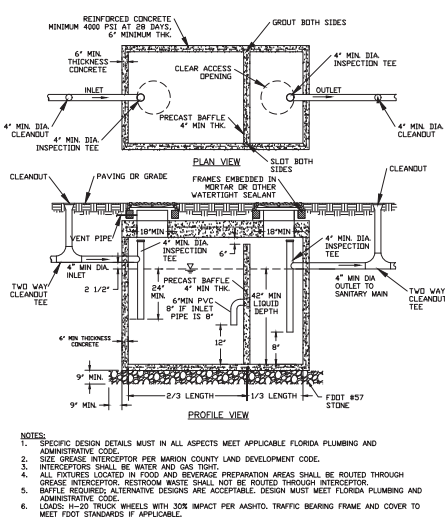 REINFORCED CONCRETE
MINIMUM 4000 PSI AT 28 DAYS,
6" MINIMUM THK.
GROUT BOTH SIDES
6" MIN.
THICKNESS
CONCRETE
CLEAR ACCESS
OPENING
4" MIN. DIA.
INSPECTION TEE
INLET
OUTLET
4" MIN. DIA.
CLEANOUT
4" MIN. DIA.
INSPECTION TEE
PRECAST BAFFLE
4" MIN THK.
4" MIN. DIA.
CLEANOUT
PLAN VIEW
SLOT BOTH
SIDES
CLEANOUT
PAVING OR GRADE
FRAMES EMBEDDED IN
MORTAR OR OTHER
WATERTIGHT SEALANT
CLEANOUT
VENT PIPE
18"MIN
18"MIN
4" MIN. DIA.
INSPECTION
TEE
6"
4" MIN. DIA.
INSPECTION
TEE
4" MIN DIA.
INLET
TWO WAY
CLEANOUT
TEE
2 1/2"
24"
MIN.
PRECAST BAFFLE
4" MIN THK.
6"MIN PVC
8" IF INLET
PIPE IS 8"
42" MIN
LIQUID
DEPTH
4" MIN DIA
OUTLET TO
SANITARY MAIN
TWO WAY
CLEANOUT
TEE
6" MIN THICKNESS
CONCRETE
12"
8"
9" MIN.
9" MIN.
2/3 LENGTH
1/3 LENGTH
FDOT #57
STONE
PROFILE VIEW
NOTES:
1. SPECIFIC DESIGN DETAILS MUST IN ALL ASPECTS MEET APPLICABLE FLORIDA PLUMBING AND
ADMINISTRATIVE CODE.
2. SIZE GREASE INTERCEPTOR PER MARION COUNTY LAND DEVELOPMENT CODE.
3. INTERCEPTORS SHALL BE WATER AND GAS TIGHT.
4. ALL FIXTURES LOCATED IN FOOD AND BEVERAGE PREPARATION AREAS SHALL BE ROUTED THROUGH
GREASE INTERCEPTOR. RESTROOM WASTE SHALL NOT BE ROUTED THROUGH INTERCEPTOR.
5. BAFFLE REQUIRED; ALTERNATIVE DESIGNS ARE ACCEPTABLE. DESIGN MUST MEET FLORIDA PLUMBING AND
ADMINISTRATIVE CODE.
6. LOADS: H-20 TRUCK WHEELS WITH 30% IMPACT PER AASHTO. TRAFFIC BEARING FRAME AND COVER TO
MEET FDOT STANDARDS IF APPLICABLE.